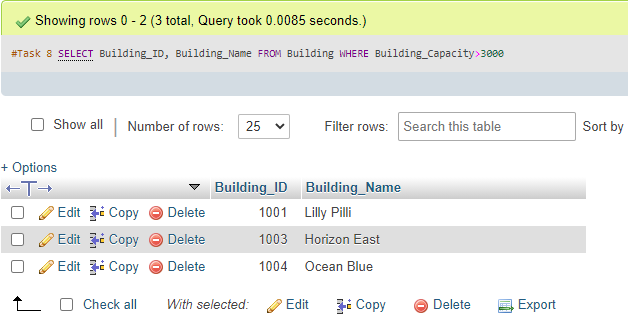 Showing rows 0 - 2 (3 total, Query took 0.0085 seconds.)
#Task 8 SELECT Building_ID, Building_Name FROM Building WHERE Building_Capacity>3000
Show all | Number of rows: 25 Filter rows: Search this table Sort by
+ Options
←T→ Building_ID Building_Name
Edit Copy Delete 1001 Lilly Pilli
Edit Copy Delete 1003 Horizon East
Edit Copy Delete 1004 Ocean Blue
Check all With selected: Edit Copy Delete Export